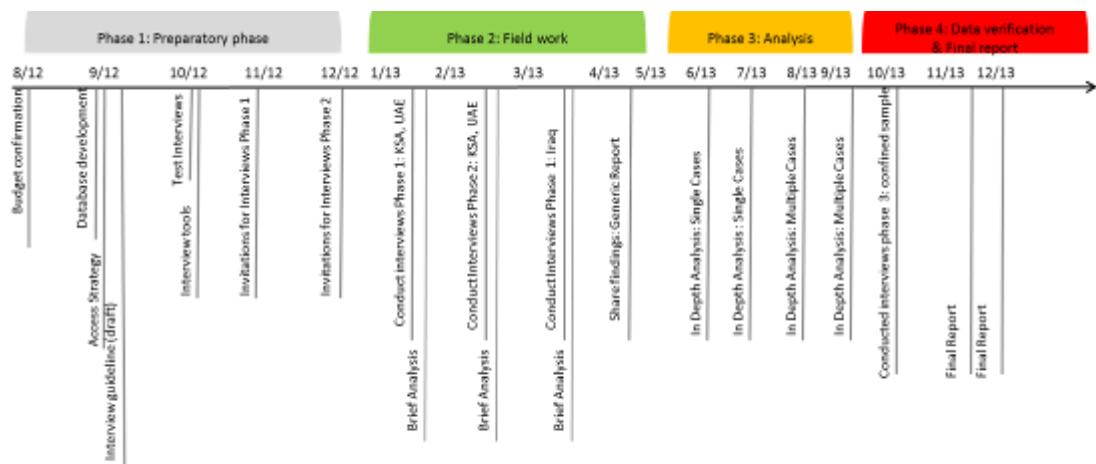 Phase 1: Preparatory phase
Phase 2: Field work
Phase 3: Analysis
Phase 4: Data verification
& Final report
8/12
9/12
10/12
11/12
12/12
1/13
2/13
3/13
4/13
5/13
6/13
7/13
8/13
9/13
10/13
11/13
12/13
Budget confirmation
Database development
Access Strategy
Interview guideline (draft)
Test Interviews
Interview tools
Invitations for Interviews Phase 1
Invitations for Interviews Phase 2
Conduct interviews Phase 1: KSA, UAE
Brief Analysis
Conduct Interviews Phase 2: KSA, UAE
Brief Analysis
Conduct Interviews Phase 1: Iraq
Brief Analysis
Share findings: Generic Report
In Depth Analysis: Single Cases
In Depth Analysis : Single Cases
In Depth Analysis: Multiple Cases
In Depth Analysis: Multiple Cases
Conducted interviews phase 3: confined sample
Final Report
Final Report